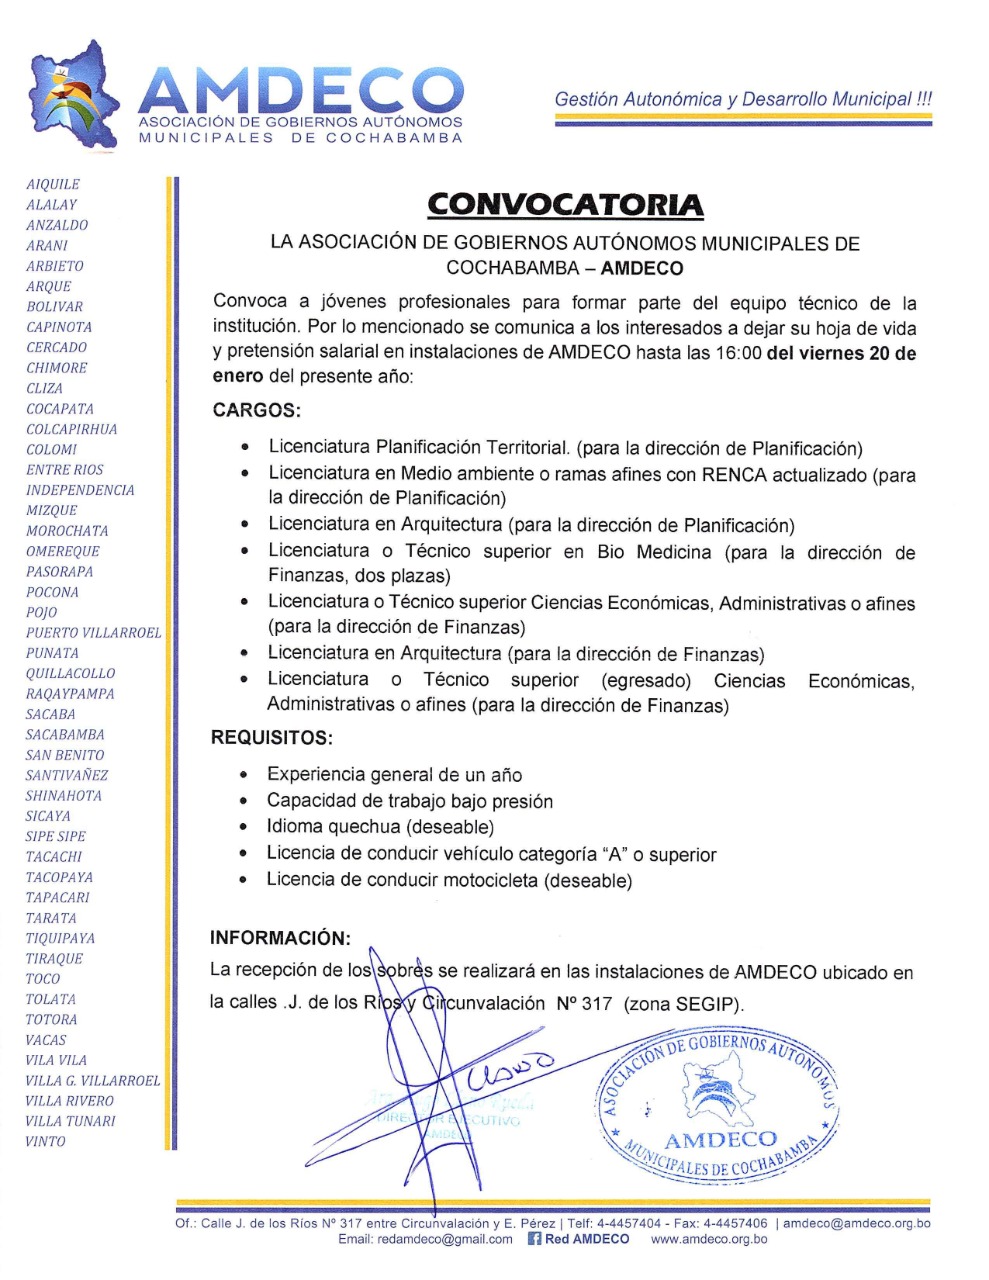 AMDECO
ASOCIACIÓN DE GOBIERNOS AUTÓNOMOS
MUNICIPALES DE COCHABAMBA
Gestión Autonómica y Desarrollo Municipal !!!
AIQUILE
ALALAY
ANZALDO
ARANI
ARBIETO
ARQUE
BOLIVAR
CAPINOTA
CERCADO
CHIMORE
CLIZA
COCAPATA
COLCAPIRHUA
COLOMI
ENTRE RIOS
INDEPENDENCIA
MIZQUE
MOROCHATA
OMEREQUE
PASORAPA
POCONA
POJO
PUERTO VILLARROEL
PUNATA
QUILLACOLLO
RAQAYPAMPA
SACABA
SACABAMBA
SAN BENITO
SANTIVAÑEZ
SHINAHOTA
SICAYA
SIPE SIPE
TACACHI
TACOPAYA
TAPACARI
TARATA
TIQUIPAYA
TIRAQUE
TOCO
TOLATA
TOTORA
VACAS
VILA VILA
VILLA G. VILLARROEL
VILLA RIVERO
VILLA TUNARI
VINTO
CONVOCATORIA
LA ASOCIACIÓN DE GOBIERNOS AUTÓNOMOS MUNICIPALES DE
COCHABAMBA – AMDECO
Convoca a jóvenes profesionales para formar parte del equipo técnico de la
institución. Por lo mencionado se comunica a los interesados a dejar su hoja de vida
y pretensión salarial en instalaciones de AMDECO hasta las 16:00 del viernes 20 de
enero del presente año:
CARGOS:
• Licenciatura Planificación Territorial. (para la dirección de Planificación)
• Licenciatura en Medio ambiente o ramas afines con RENCA actualizado (para
la dirección de Planificación)
• Licenciatura en Arquitectura (para la dirección de Planificación)
• Licenciatura o Técnico superior en Bio Medicina (para la dirección de
Finanzas, dos plazas)
• Licenciatura o Técnico superior Ciencias Económicas, Administrativas o afines
(para la dirección de Finanzas)
• Licenciatura en Arquitectura (para la dirección de Finanzas)
• Licenciatura o Técnico superior (egresado) Ciencias Económicas,
Administrativas o afines (para la dirección de Finanzas)
REQUISITOS:
• Experiencia general de un año
• Capacidad de trabajo bajo presión
• Idioma quechua (deseable)
• Licencia de conducir vehículo categoría “A” o superior
• Licencia de conducir motocicleta (deseable)
INFORMACIÓN:
La recepción de los sobres se realizará en las instalaciones de AMDECO ubicado en
la calles .J. de los Ríos y Circunvalación Nº 317 (zona SEGIP).
DIRECTOR EJECUTIVO
AMDECO
ASOCIACIÓN DE GOBIERNOS AUTÓNOMOS
AMDECO
MUNICIPALES DE COCHABAMBA
Of.: Calle J. de los Ríos Nº 317 entre Circunvalación y E. Pérez | Telf: 4-4457404 - Fax: 4-4457406 | amdeco@amdeco.org.bo
Email: redamdeco@gmail.com Red AMDECO www.amdeco.org.bo